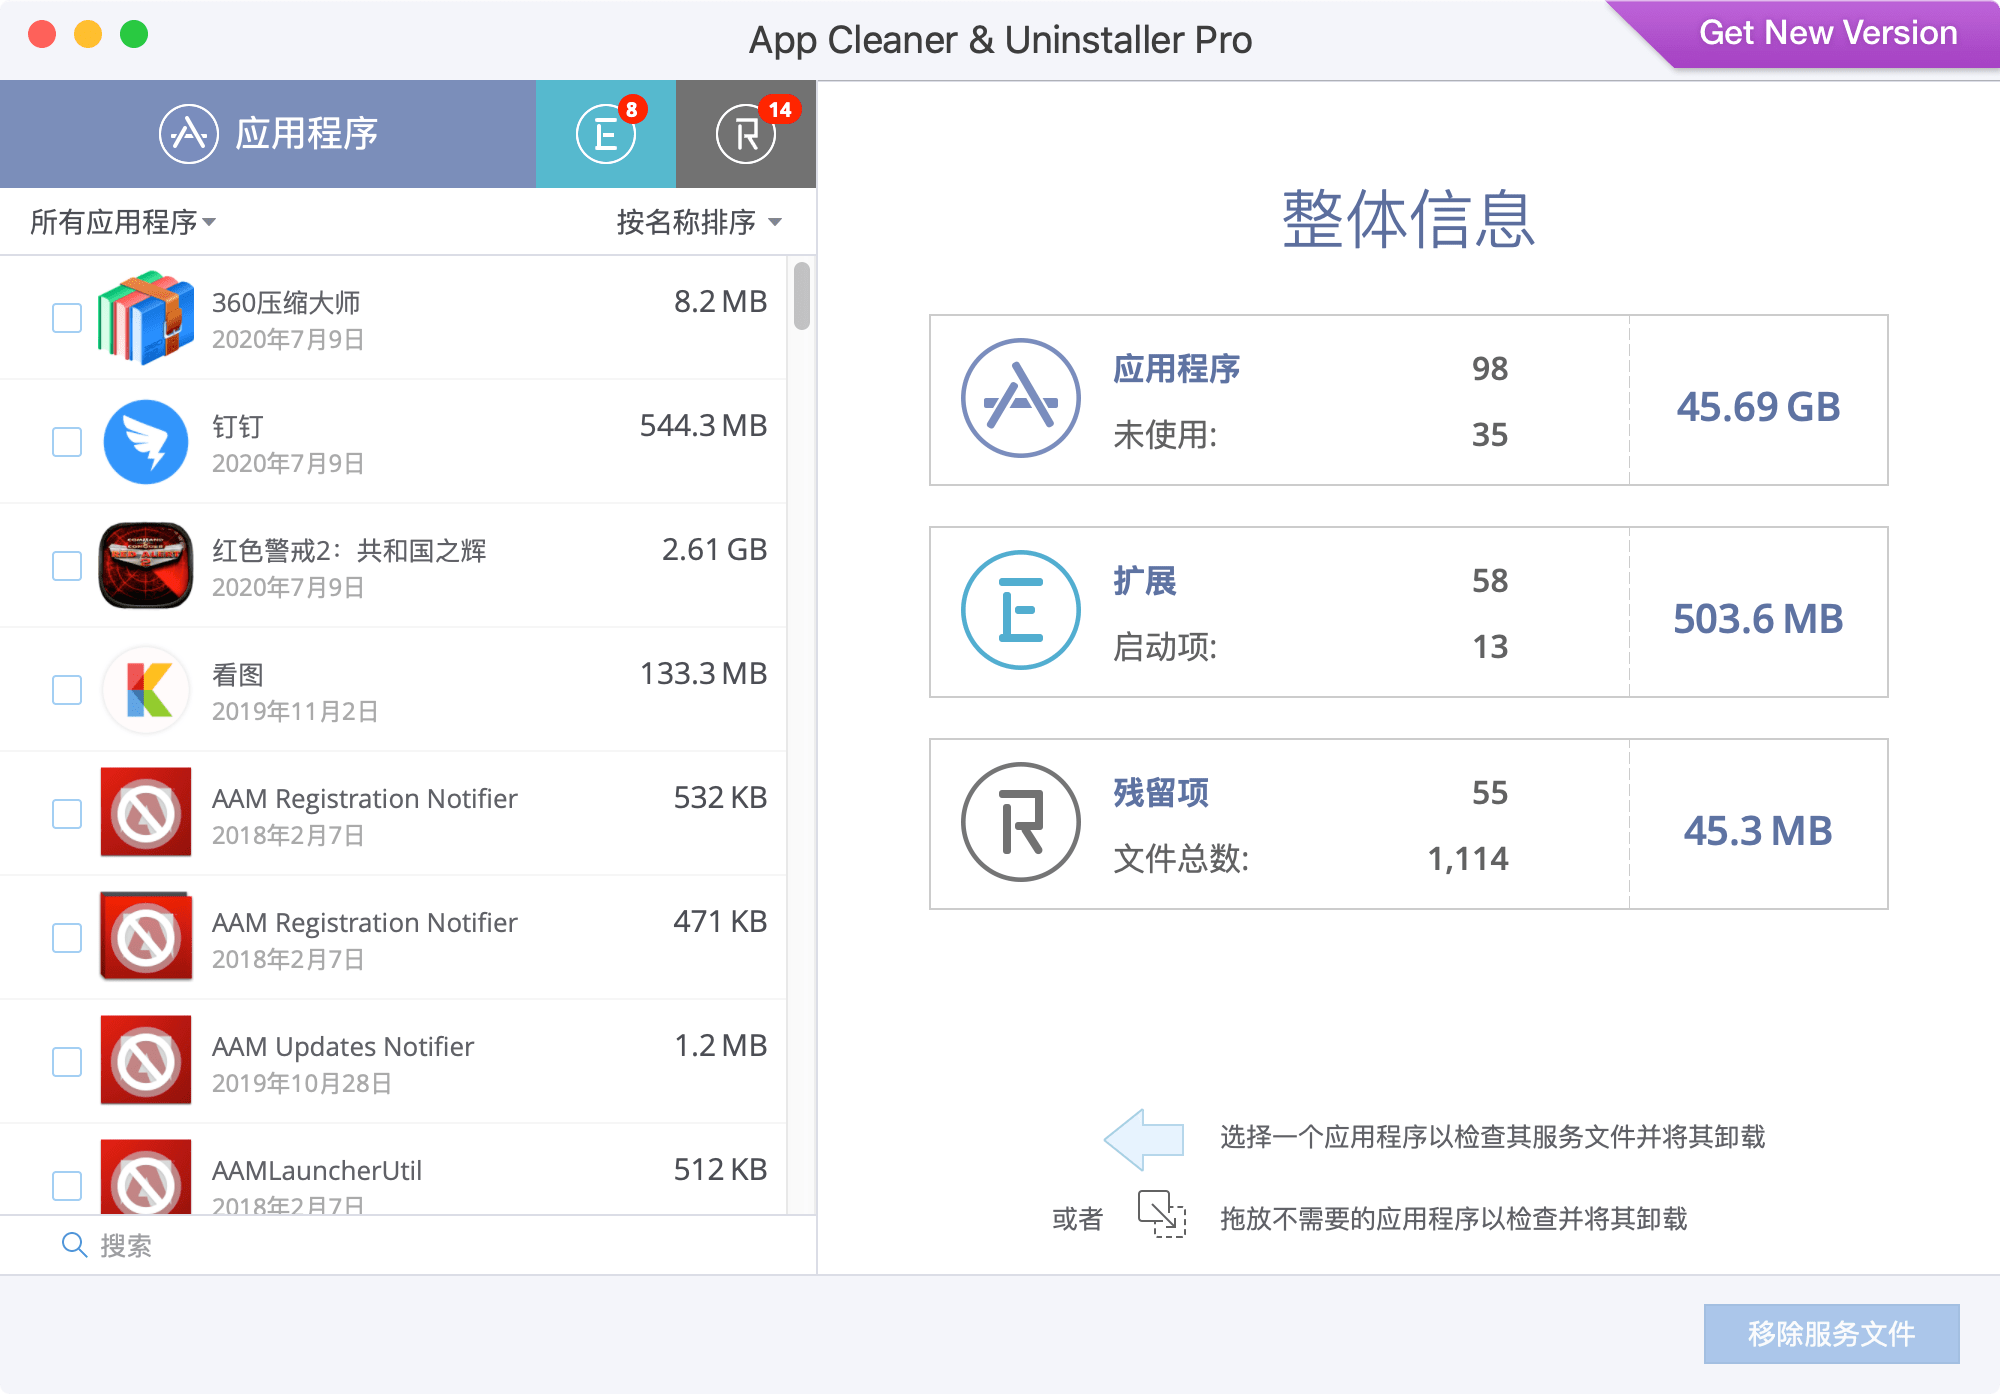 App Cleaner & Uninstaller Pro
Get New Version
应用程序
8
14
所有应用程序
按名称排序
360压缩大师
8.2 MB
2020年7月9日
钉钉
544.3 MB
2020年7月9日
红色警戒2：共和国之辉
2.61 GB
2020年7月9日
看图
133.3 MB
2019年11月2日
AAM Registration Notifier
532 KB
2018年2月7日
AAM Registration Notifier
471 KB
2018年2月7日
AAM Updates Notifier
1.2 MB
2019年10月28日
AAMLauncherUtil
512 KB
2018年2月7日
搜索
整体信息
应用程序 98
未使用: 35
45.69 GB
扩展 58
启动项: 13
503.6 MB
残留项 55
文件总数: 1,114
45.3 MB
选择一个应用程序以检查其服务文件并将其卸载
或者 拖放不需要的应用程序以检查并将其卸载
移除服务文件